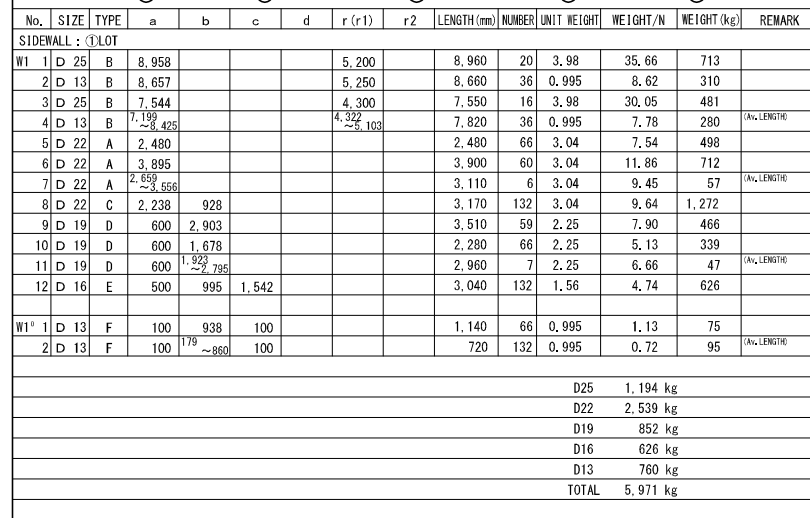 No. SIZE TYPE a b c d r(r1) r2 LENGTH(mm) NUMBER UNIT WEIGHT WEIGHT/N WEIGHT(kg) REMARK
SIDEWALL : ①LOT
W1 1 D 25 B 8,958 5,200 8,960 20 3.98 35.66 713
2 D 13 B 8,657 5,250 8,660 36 0.995 8.62 310
3 D 25 B 7,544 4,300 7,550 16 3.98 30.05 481
4 D 13 B 7,199 ~8,425 4,322 ~5,103 7,820 36 0.995 7.78 280 (Av.LENGTH)
5 D 22 A 2,480 2,480 66 3.04 7.54 498
6 D 22 A 3,895 3,900 60 3.04 11.86 712
7 D 22 A 2,659 ~3,556 3,110 6 3.04 9.45 57 (Av.LENGTH)
8 D 22 C 2,238 928 3,170 132 3.04 9.64 1,272
9 D 19 D 600 2,903 3,510 59 2.25 7.90 466
10 D 19 D 600 1,678 2,280 66 2.25 5.13 339
11 D 19 D 600 1,923 ~2,795 2,960 7 2.25 6.66 47 (Av.LENGTH)
12 D 16 E 500 995 1,542 3,040 132 1.56 4.74 626
W1⁰ 1 D 13 F 100 938 100 1,140 66 0.995 1.13 75
2 D 13 F 100 179 ~860 100 720 132 0.995 0.72 95 (Av.LENGTH)
D25 1,194 kg
D22 2,539 kg
D19 852 kg
D16 626 kg
D13 760 kg
TOTAL 5,971 kg